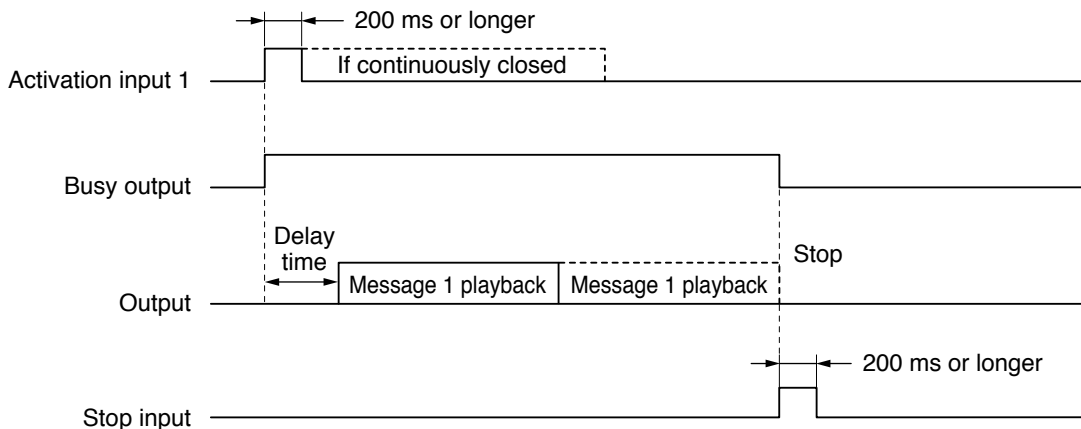 200 ms or longer
If continuously closed
Activation input 1
Busy output
Delay
time
Stop
Message 1 playback
Message 1 playback
Output
200 ms or longer
Stop input